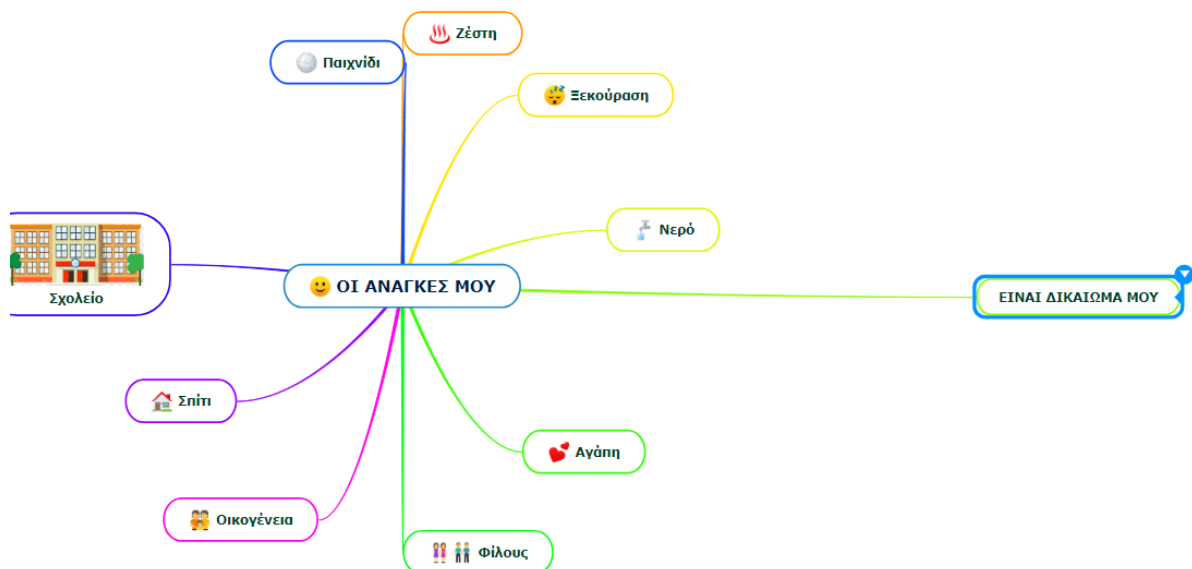 Ζέστη
Παιχνίδι
Ξεκούραση
Νερό
Σχολείο
ΟΙ ΑΝΑΓΚΕΣ ΜΟΥ
ΕΙΝΑΙ ΔΙΚΑΙΩΜΑ ΜΟΥ
Σπίτι
Αγάπη
Οικογένεια
Φίλους